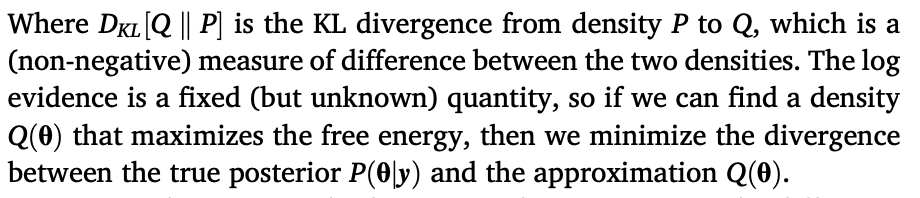 Where D_KL[Q ∥ P] is the KL divergence from density P to Q, which is a
(non-negative) measure of difference between the two densities. The log
evidence is a fixed (but unknown) quantity, so if we can find a density
Q(θ) that maximizes the free energy, then we minimize the divergence
between the true posterior P(θ|y) and the approximation Q(θ).